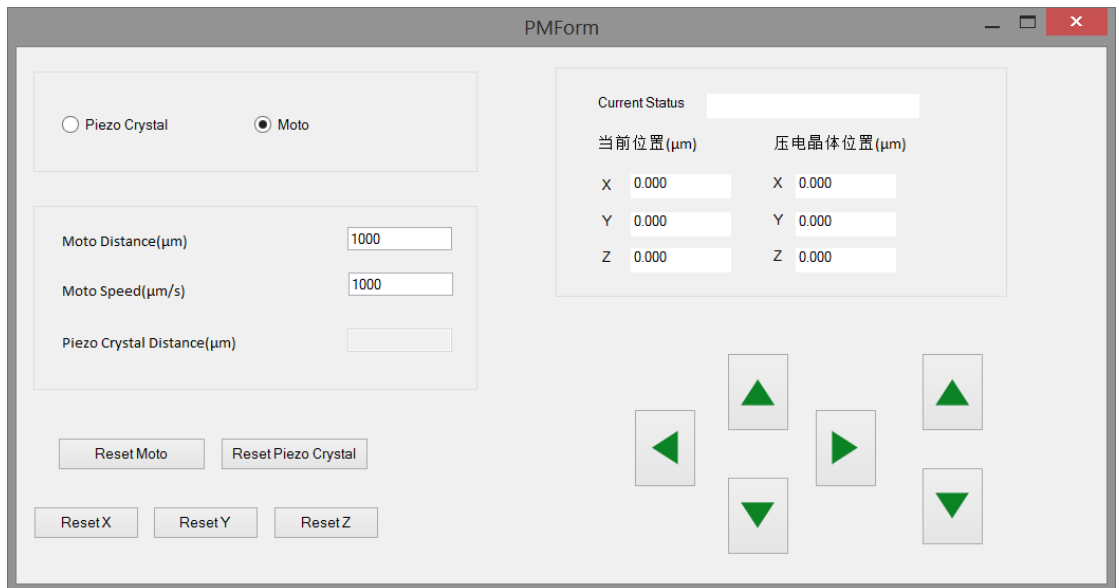 PMForm
Piezo Crystal
Moto
Moto Distance(μm)
1000
Moto Speed(μm/s)
1000
Piezo Crystal Distance(μm)
Reset Moto
Reset Piezo Crystal
Reset X
Reset Y
Reset Z
Current Status
当前位置(μm)
压电晶体位置(μm)
X 0.000
X 0.000
Y 0.000
Y 0.000
Z 0.000
Z 0.000